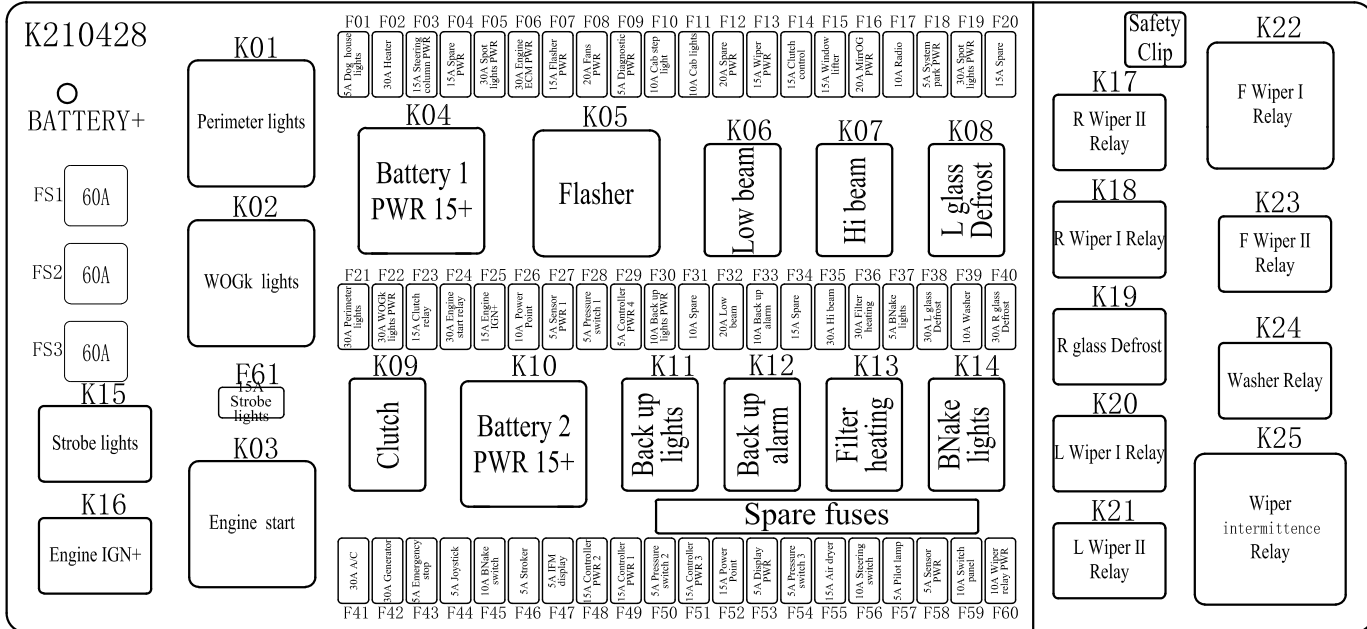 K210428
BATTERY+
FS1
60A
FS2
60A
FS3
60A
K15
Strobe lights
K16
Engine IGN+
K01
Perimeter lights
K02
WOGk lights
F61
15A
Strobe
lights
K03
Engine start
F01 F02 F03 F04 F05 F06 F07 F08 F09 F10 F11 F12 F13 F14 F15 F16 F17 F18 F19 F20
5A Dog house
lights
30A Heater
15A Steering
column PWR
15A Spare
PWR
30A Spot
lights PWR
30A Engine
ECM PWR
15A Flasher
PWR
20A Fans
PWR
5A Diagnostic
PWR
10A Cab step
light
10A Cab lights
20A Spare
PWR
15A Wiper
PWR
15A Clutch
control
15A Window
lifter
20A MirrOG
PWR
10A Radio
5A System
park PWR
30A Spot
lights PWR
15A Spare
K04
Battery 1
PWR 15+
K05
Flasher
K06
Low beam
K07
Hi beam
K08
L glass
Defrost
F21 F22 F23 F24 F25 F26 F27 F28 F29 F30 F31 F32 F33 F34 F35 F36 F37 F38 F39 F40
30A Perimeter
lights
30A WOGk
lights PWR
15A Clutch
relay
30A Engine
start relay
15A Engine
IGN+
10A Power
Point
5A Sensor
PWR 1
5A Pressure
switch 1
5A Controller
PWR 4
10A Back up
lights PWR
10A Spare
20A Low
beam
10A Back up
alarm
15A Spare
30A Hi beam
30A Filter
heating
5A BNake
lights
30A L glass
Defrost
10A Washer
30A R glass
Defrost
K09
Clutch
K10
Battery 2
PWR 15+
K11
Back up
lights
K12
Back up
alarm
K13
Filter
heating
K14
BNake
lights
Spare fuses
30A A/C
30A Generator
5A Emergency
stop
5A Joystick
10A BNake
switch
5A Stroker
5A JFM
display
15A Controller
PWR 2
15A Controller
PWR 1
5A Pressure
switch 2
15A Controller
PWR 3
15A Power
Point
5A Display
PWR
5A Pressure
switch 3
15A Air dryer
10A Steering
switch
5A Pilot lamp
5A Sensor
PWR
10A Switch
panel
10A Wiper
relay PWR
F41 F42 F43 F44 F45 F46 F47 F48 F49 F50 F51 F52 F53 F54 F55 F56 F57 F58 F59 F60
Safety
Clip
K17
R Wiper II
Relay
K18
R Wiper I Relay
K19
R glass Defrost
K20
L Wiper I Relay
K21
L Wiper II
Relay
K22
F Wiper I
Relay
K23
F Wiper II
Relay
K24
Washer Relay
K25
Wiper
intermittence
Relay